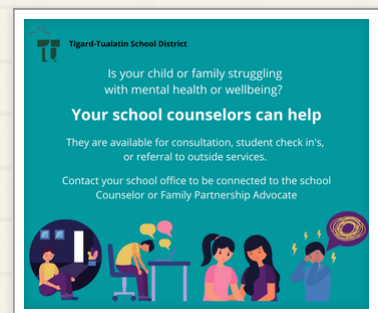 Tigard-Tualatin School District
Is your child or family struggling
with mental health or wellbeing?
Your school counselors can help
They are available for consultation, student check in's,
or referral to outside services.
Contact your school office to be connected to the school
Counselor or Family Partnership Advocate